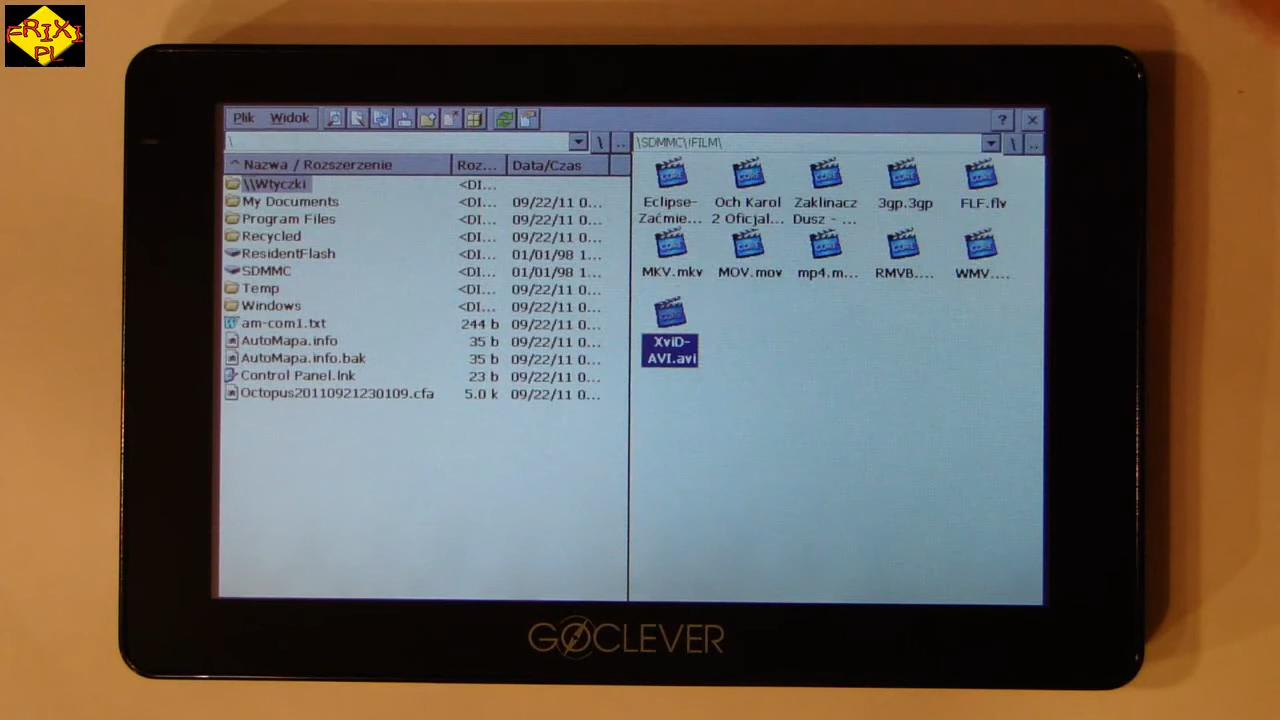 FRiXi
PL
Plik Widok
? ×
\ \ ..
\SDMMC\!FILM\ \ ..
Nazwa / Rozszerzenie Roz... Data/Czas
\\Wtyczki <DI...
My Documents <DI... 09/22/11 0...
Program Files <DI... 09/22/11 0...
Recycled <DI... 09/22/11 0...
ResidentFlash <DI... 01/01/98 1...
SDMMC <DI... 01/01/98 1...
Temp <DI... 09/22/11 0...
Windows <DI... 09/22/11 0...
am-com1.txt 244 b 09/22/11 0...
AutoMapa.info 35 b 09/22/11 0...
AutoMapa.info.bak 35 b 09/22/11 0...
Control Panel.lnk 23 b 09/22/11 0...
Octopus20110921230109.cfa 5.0 k 09/22/11 0...
Eclipse- Och Karol Zaklinacz 3gp.3gp FLF.flv
Zaćmie... 2 Oficjal... Dusz - ...
MKV.mkv MOV.mov mp4.m... RMVB.... WMV....
XviD-
AVI.avi
GOCLEVER